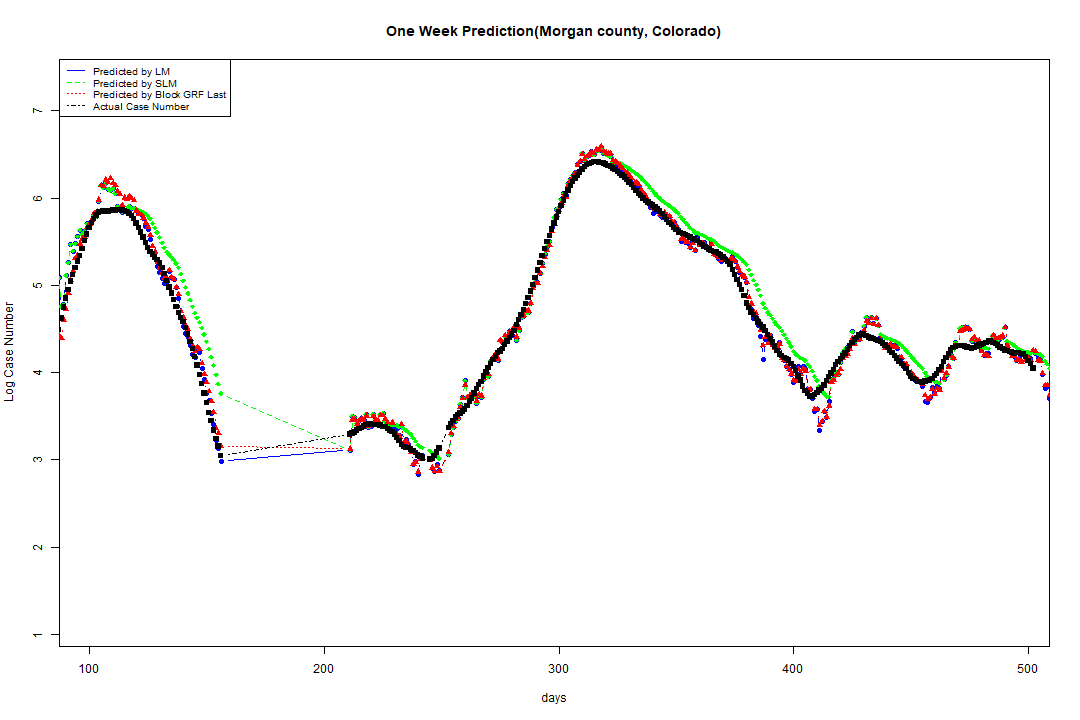 One Week Prediction(Morgan county, Colorado)
Predicted by LM
Predicted by SLM
Predicted by Block GRF Last
Actual Case Number
7
6
5
4
3
2
1
Log Case Number
100 200 300 400 500
days